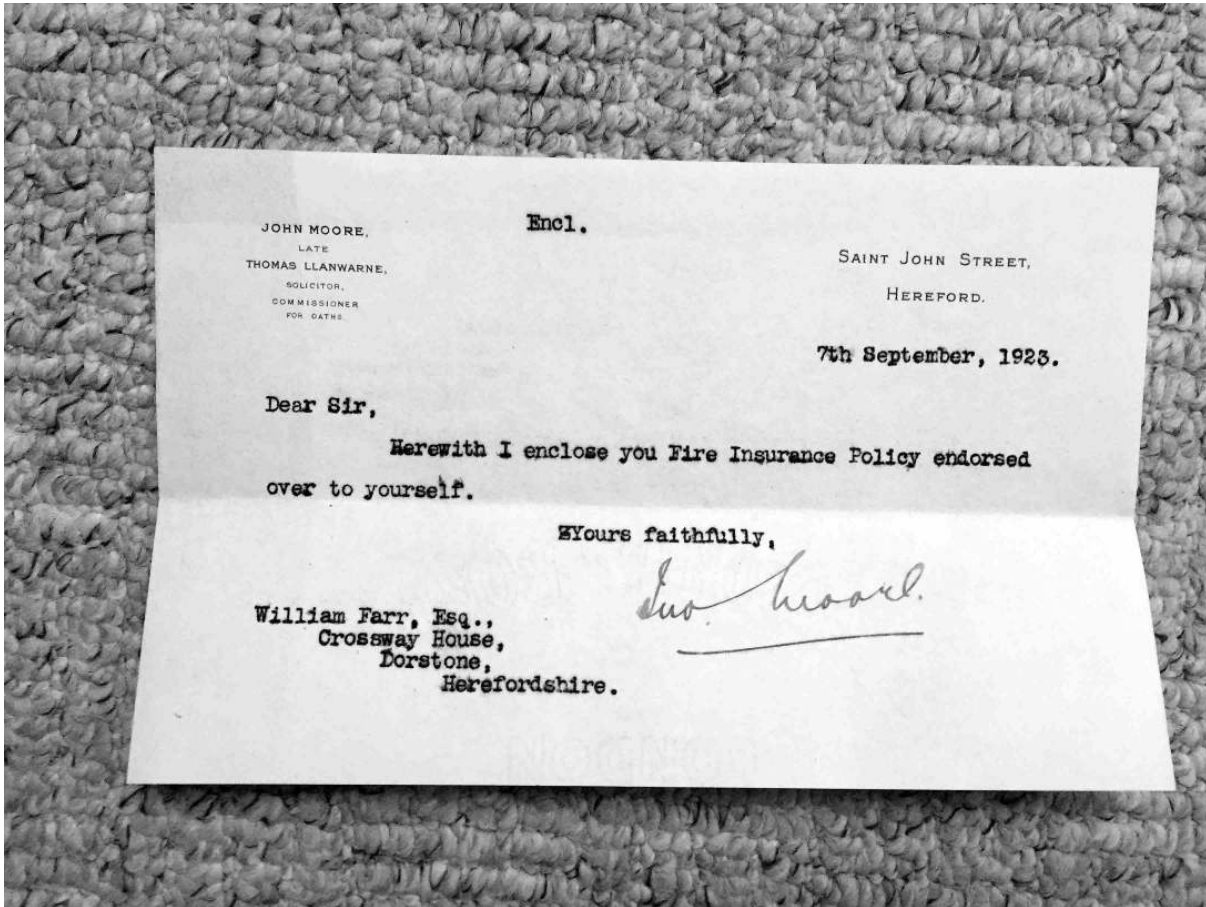 Encl.
JOHN MOORE,
LATE
THOMAS LLANWARNE,
SOLICITOR,
COMMISSIONER
FOR OATHS
SAINT JOHN STREET,
HEREFORD.
7th September, 1923.
Dear Sir,
Herewith I enclose you Fire Insurance Policy endorsed
over to yourself.
Yours faithfully,
Jno. Moore.
William Farr, Esq.,
Crossway House,
Dorstone,
Herefordshire.